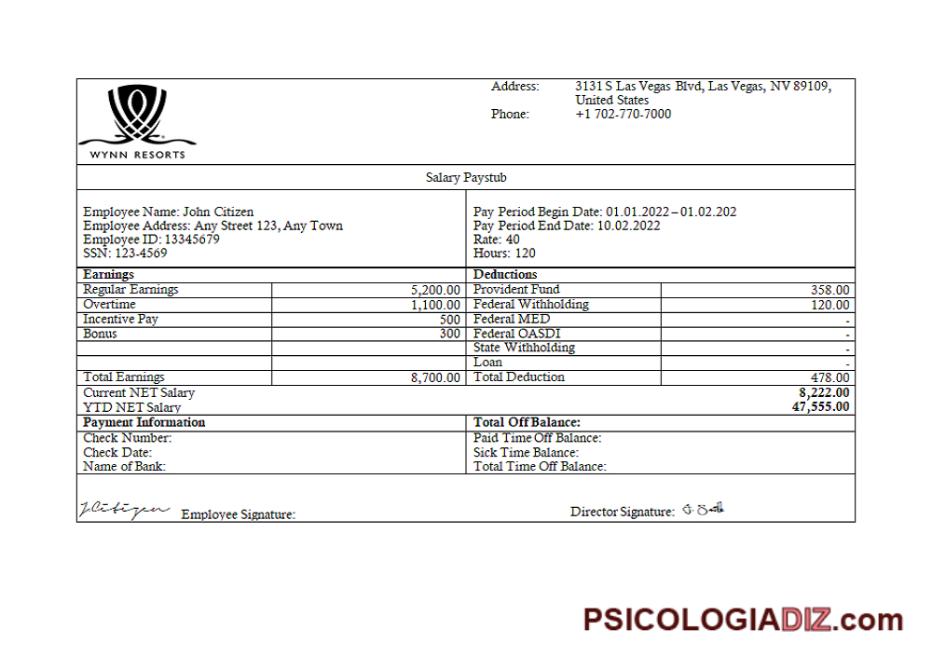 WYNN RESORTS
Address: 3131 S Las Vegas Blvd, Las Vegas, NV 89109,
United States
Phone: +1 702-770-7000
Salary Paystub
Employee Name: John Citizen
Employee Address: Any Street 123, Any Town
Employee ID: 13345679
SSN: 123-4569
Pay Period Begin Date: 01.01.2022 – 01.02.202
Pay Period End Date: 10.02.2022
Rate: 40
Hours: 120
Earnings Deductions
Regular Earnings 5,200.00 Provident Fund 358.00
Overtime 1,100.00 Federal Withholding 120.00
Incentive Pay 500 Federal MED -
Bonus 300 Federal OASDI -
State Withholding -
Loan -
Total Earnings 8,700.00 Total Deduction 478.00
Current NET Salary 8,222.00
YTD NET Salary 47,555.00
Payment Information Total Off Balance:
Check Number: Paid Time Off Balance:
Check Date: Sick Time Balance:
Name of Bank: Total Time Off Balance:
JCitizen Employee Signature: Director Signature:
PSICOLOGIADIZ.com